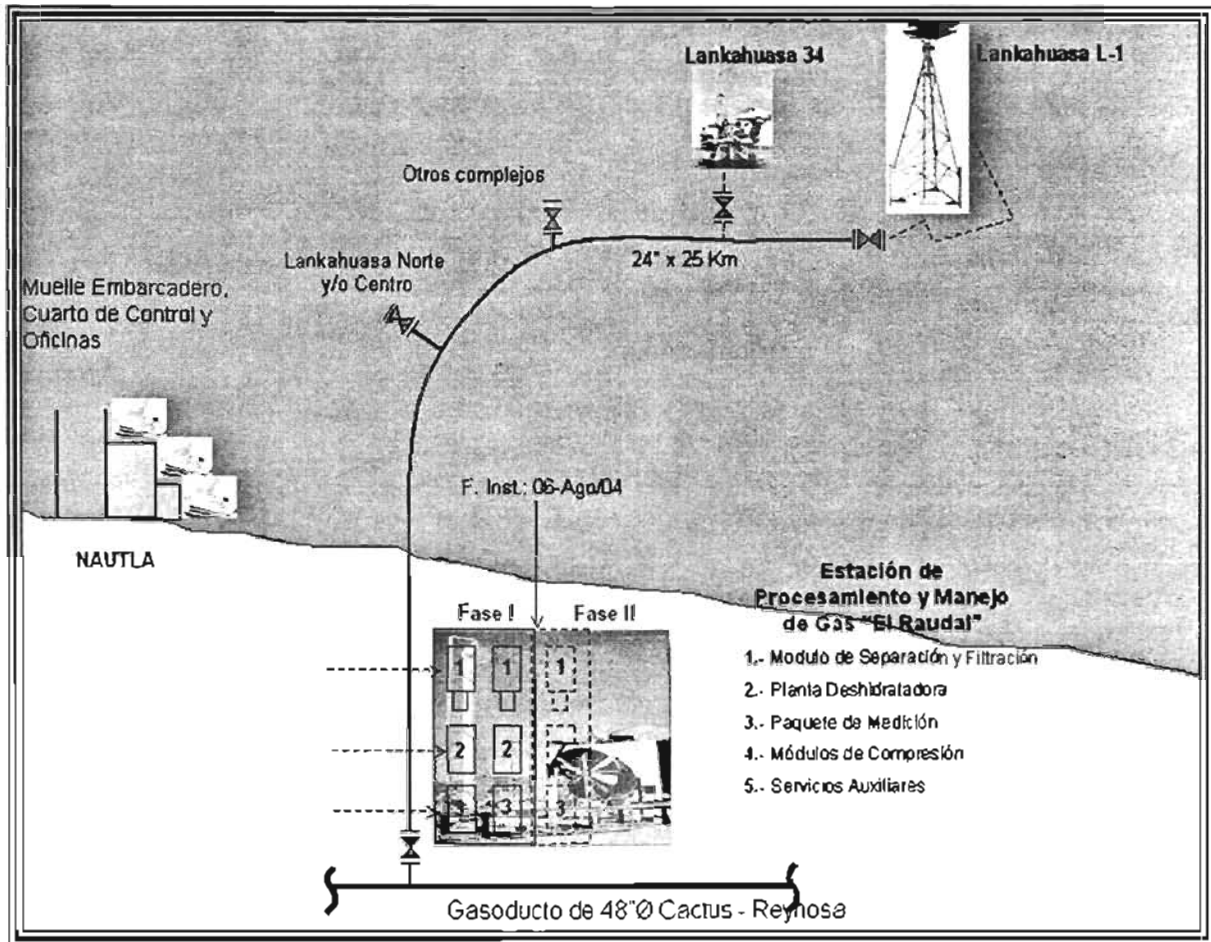 Lankahuasa 34
Lankahuasa L-1
Otros complejos
24" x 25 Km
Lankahuasa Norte
y/o Centro
Muelle Embarcadero,
Cuarto de Control y
Oficinas
F. Inst.: 06-Ago/04
NAUTLA
Estación de
Procesamiento y Manejo
de Gas "El Raudal"
1.- Modulo de Separación y Filtración
2.- Planta Deshidratadora
3.- Paquete de Medición
4.- Módulos de Compresión
5.- Servicios Auxiliares
Fase I
Fase II
1 1 1
2 2 2
3 3 3
Gasoducto de 48"Ø Cactus - Reynosa